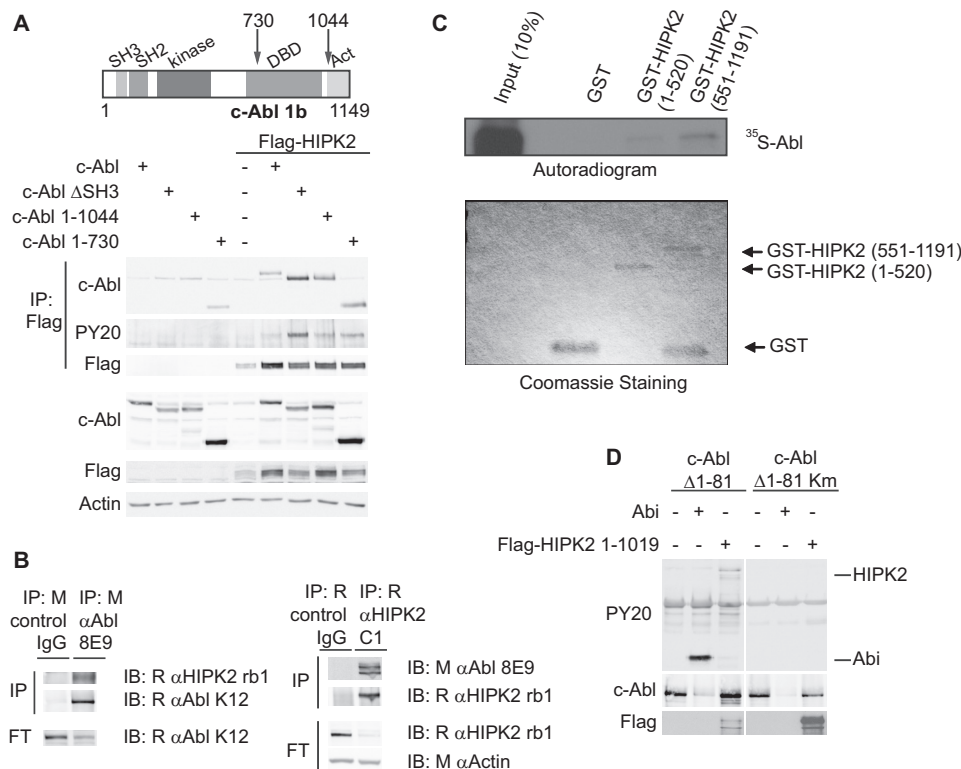 A
730 1044
SH3 SH2 kinase DBD Act
1 c-Abl 1b 1149
Flag-HIPK2
c-Abl + - +
c-Abl ΔSH3 + - +
c-Abl 1-1044 + - +
c-Abl 1-730 + - +
IP: Flag
c-Abl
PY20
Flag
c-Abl
Flag
Actin
B
IP: M control IgG
IP: M αAbl 8E9
IP
IB: R αHIPK2 rb1
IB: R αAbl K12
FT
IB: R αAbl K12
IP: R control IgG
IP: R αHIPK2 C1
IP
IB: M αAbl 8E9
IB: R αHIPK2 rb1
FT
IB: R αHIPK2 rb1
IB: M αActin
C
Input (10%)
GST
GST-HIPK2 (1-520)
GST-HIPK2 (551-1191)
35S-Abl
Autoradiogram
GST-HIPK2 (551-1191)
GST-HIPK2 (1-520)
GST
Coomassie Staining
D
c-Abl Δ1-81
c-Abl Δ1-81 Km
Abi - + - - + -
Flag-HIPK2 1-1019 - - + - - +
PY20
HIPK2
Abi
c-Abl
Flag